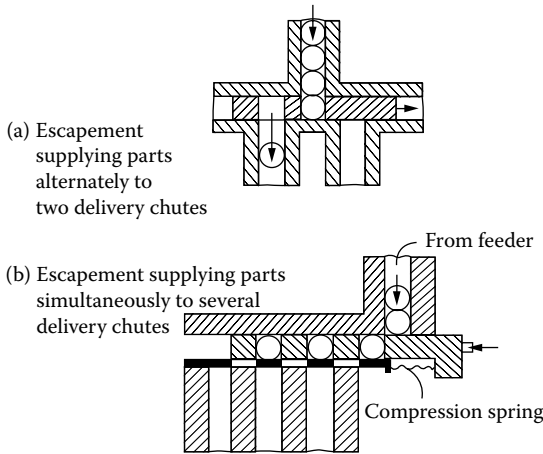 (a) Escapement
supplying parts
alternately to
two delivery chutes
From feeder
(b) Escapement supplying parts
simultaneously to several
delivery chutes
Compression spring